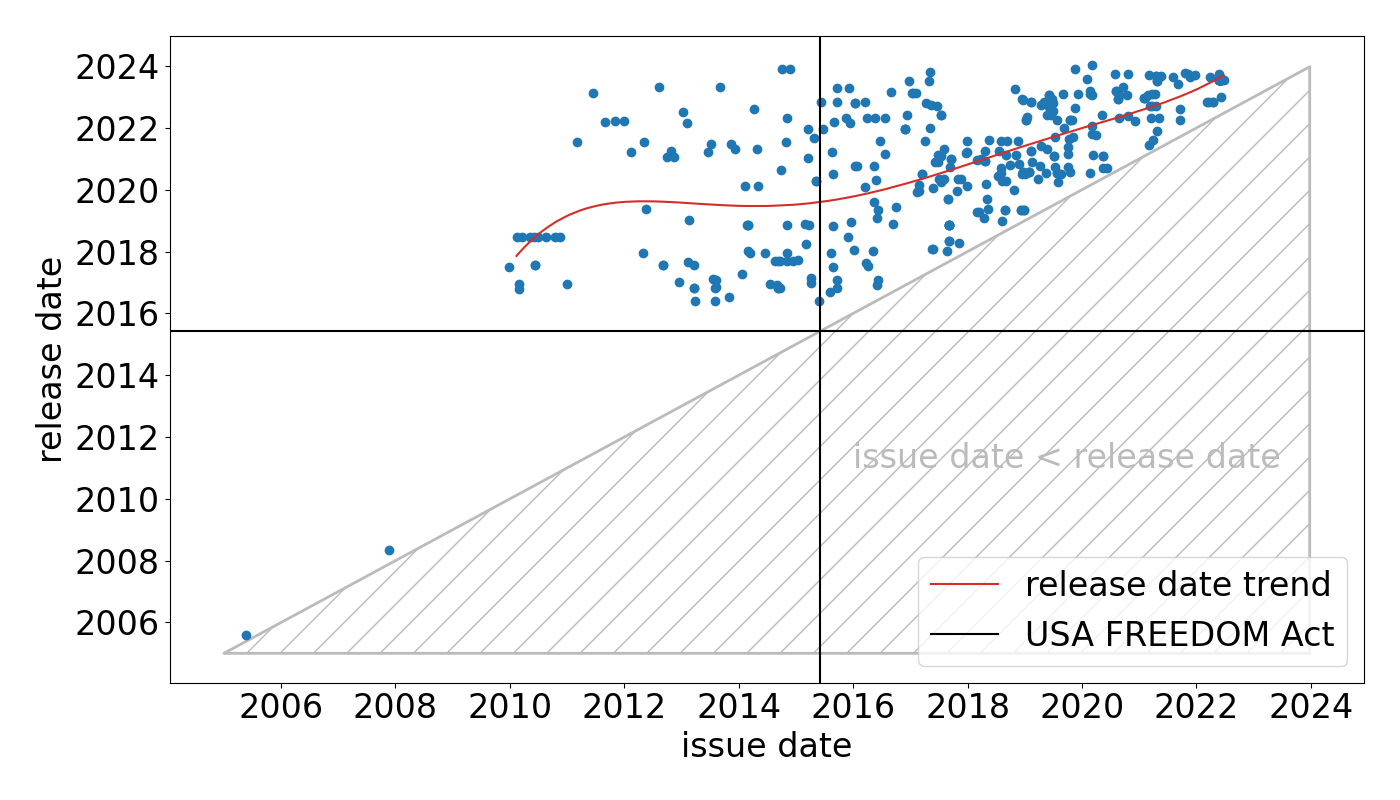 release date
2024
2022
2020
2018
2016
2014
2012
2010
2008
2006
issue date < release date
release date trend
USA FREEDOM Act
2006 2008 2010 2012 2014 2016 2018 2020 2022 2024
issue date